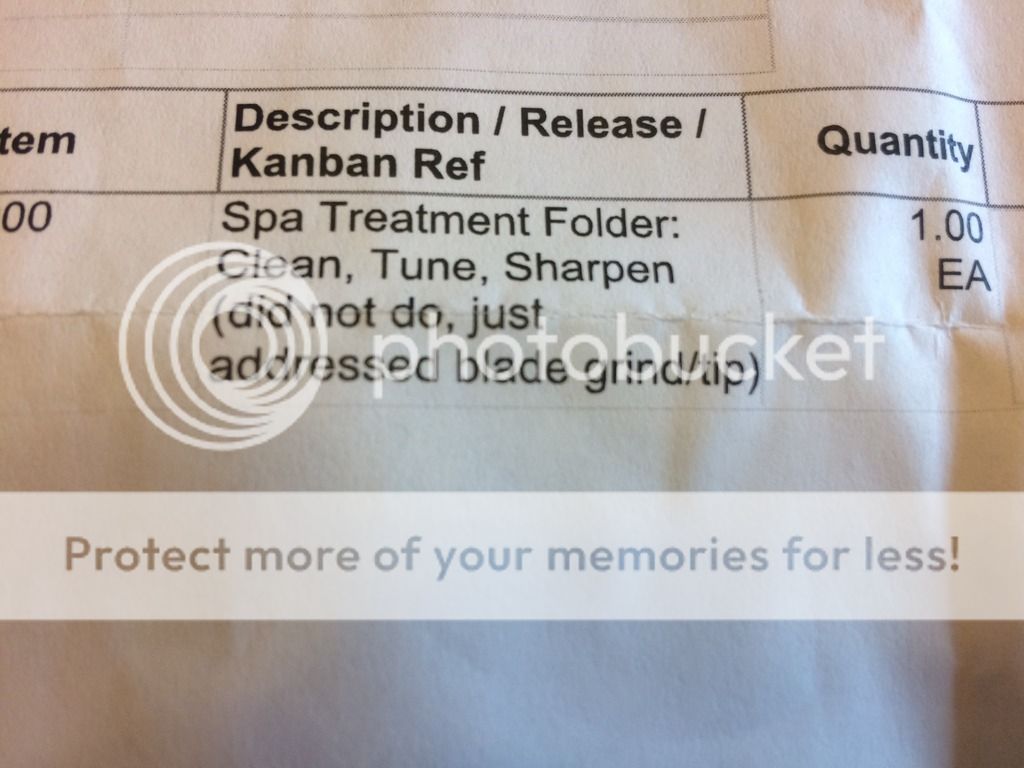 tem
Description / Release /
Kanban Ref
Quantity
00
Spa Treatment Folder:
Clean, Tune, Sharpen
(did not do, just
addressed blade grind/tip)
1.00
EA
photobucket
Protect more of your memories for less!